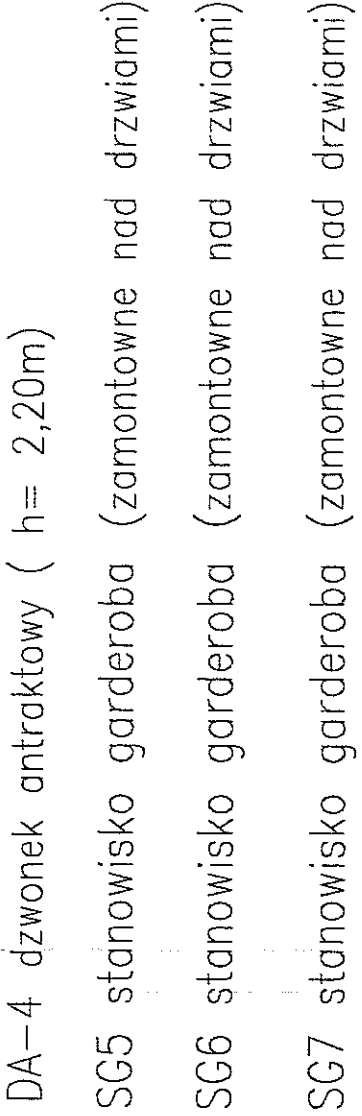 DA-4 dzwonek antraktowy ( h= 2,20m)
SG5 stanowisko garderoba (zamontowne nad drzwiami)
SG6 stanowisko garderoba (zamontowne nad drzwiami)
SG7 stanowisko garderoba (zamontowne nad drzwiami)